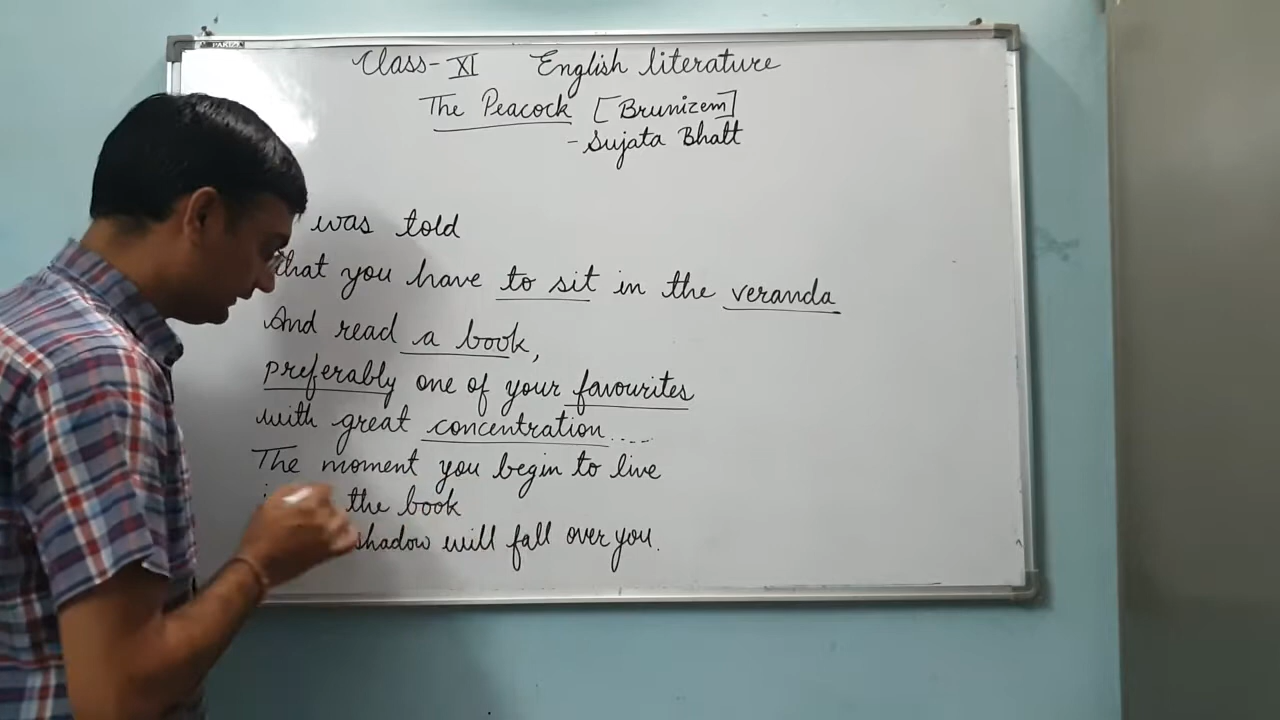 Class- XI English literature
The Peacock [Brunizem]
- Sujata Bhatt
was told
that you have to sit in the veranda
And read a book,
preferably one of your favourites
with great concentration....
The moment you begin to live
the book
shadow will fall over you.